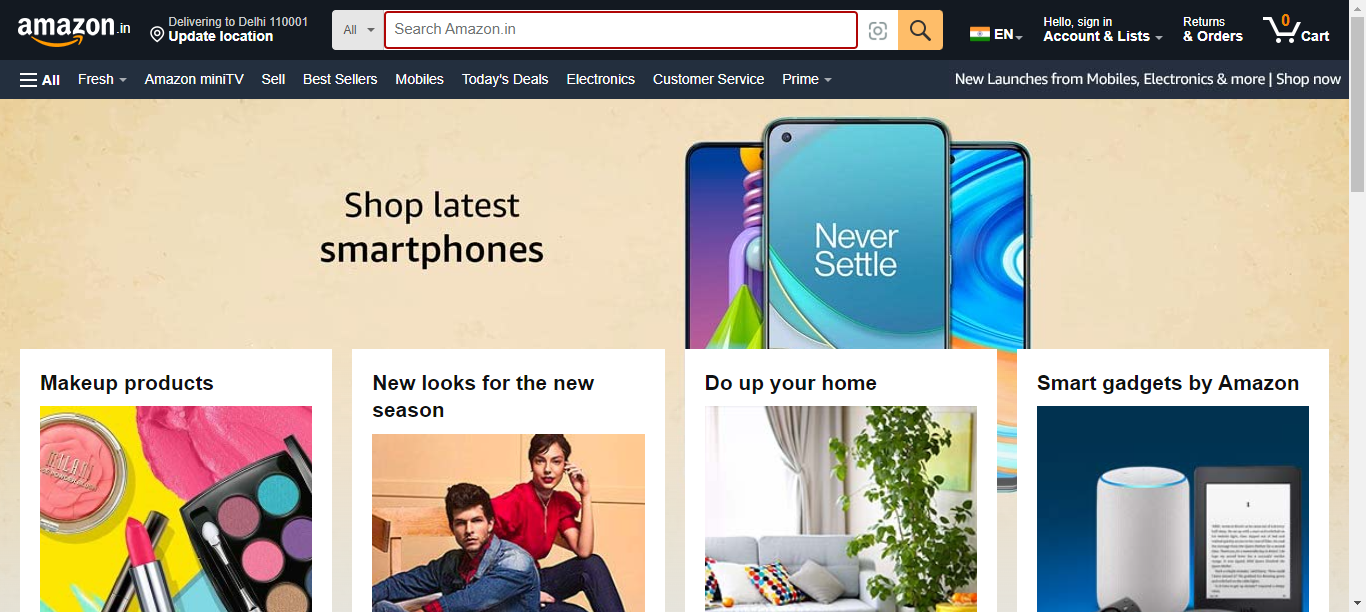 amazon.in
Delivering to Delhi 110001
Update location
All
Search Amazon.in
EN
Hello, sign in
Account & Lists
Returns
& Orders
0
Cart
All
Fresh
Amazon miniTV
Sell
Best Sellers
Mobiles
Today's Deals
Electronics
Customer Service
Prime
New Launches from Mobiles, Electronics & more | Shop now
Shop latest
smartphones
Never
Settle
Makeup products
New looks for the new
season
Do up your home
Smart gadgets by Amazon
MILANI